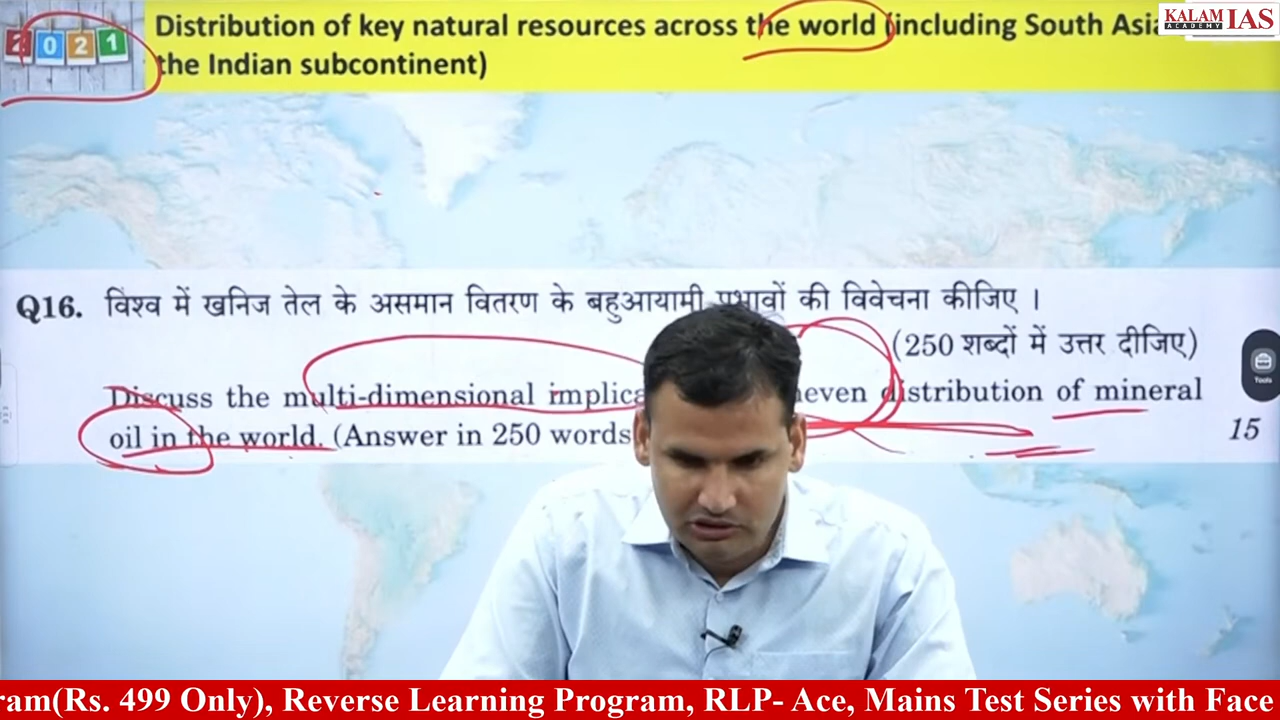 2021
Distribution of key natural resources across the world (including South Asia
the Indian subcontinent)
KALAM IAS
ACADEMY
Q16. विश्व में खनिज तेल के असमान वितरण के बहुआयामी प्रभावों की विवेचना कीजिए ।
(250 शब्दों में उत्तर दीजिए)
Discuss the multi-dimensional implica even distribution of mineral
oil in the world. (Answer in 250 words 15
Tools
ram(Rs. 499 Only), Reverse Learning Program, RLP- Ace, Mains Test Series with Face